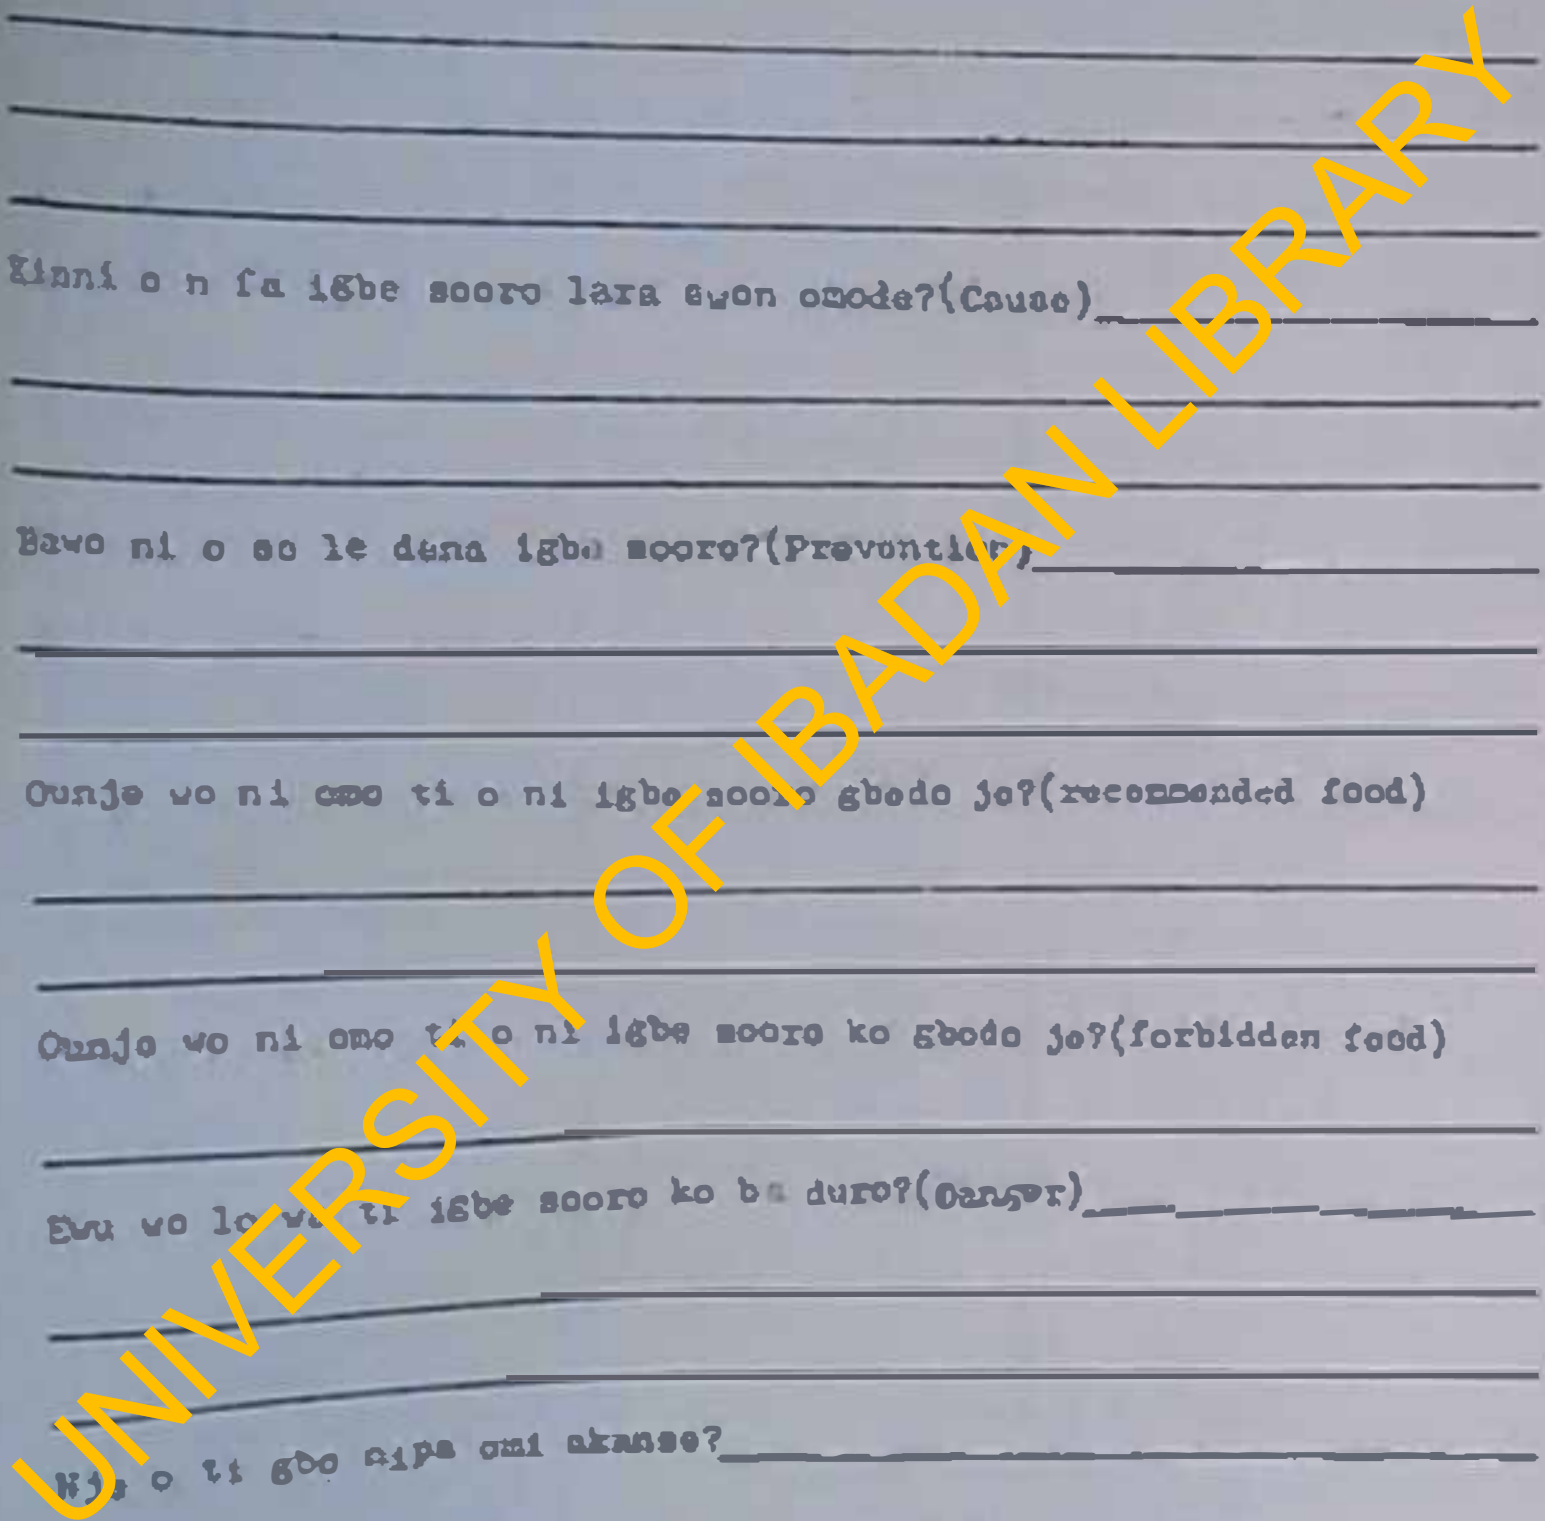 Kinni o n fa igbe sooro lara awon omode?(Cause)
Bawo ni o se le dena igbe sooro?(Prevention)
Ounje wo ni omo ti o ni igbe sooro gbodo je?(recommended food)
Ounje wo ni omo ti o ni igbe sooro ko gbodo je?(forbidden food)
Ewu wo lo wa ti igbe sooro ko ba duro?(Danger)
Nje o ti gbo nipa omi akanse?
UNIVERSITY OF IBADAN LIBRARY